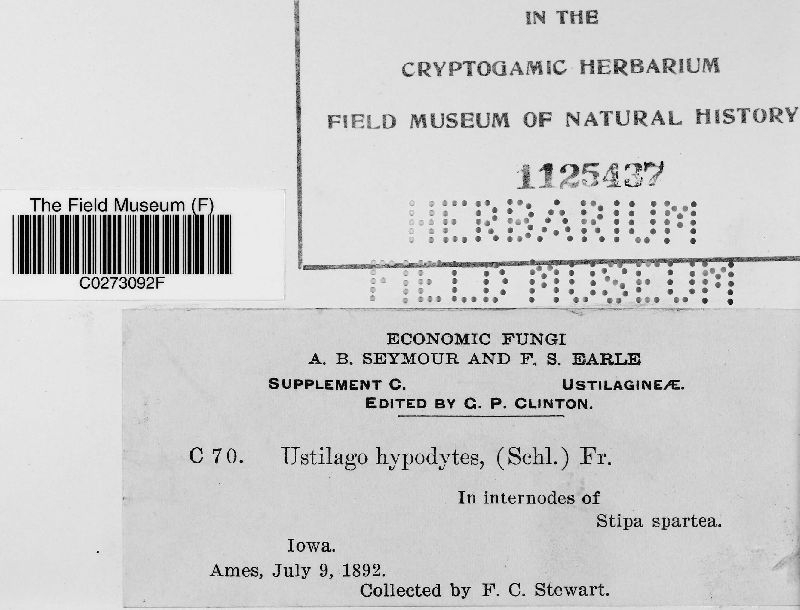 IN THE
CRYPTOGAMIC HERBARIUM
FIELD MUSEUM OF NATURAL HISTORY
1125437
HERBARIUM
FIELD MUSEUM
The Field Museum (F)
C0273092F
ECONOMIC FUNGI
A. B. SEYMOUR AND F. S. EARLE
SUPPLEMENT C. USTILAGINEÆ.
EDITED BY G. P. CLINTON.
C 70. Ustilago hypodytes, (Schl.) Fr.
In internodes of
Stipa spartea.
Iowa.
Ames, July 9, 1892.
Collected by F. C. Stewart.